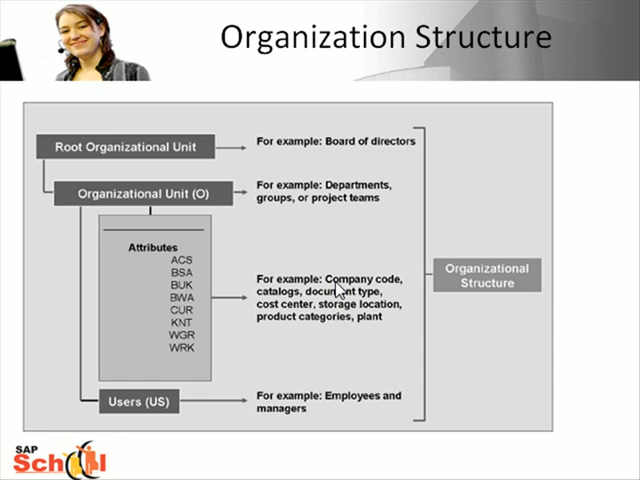 Organization Structure
Root Organizational Unit
For example: Board of directors
Organizational Unit (O)
For example: Departments,
groups, or project teams
Attributes
ACS
BSA
BUK
BWA
CUR
KNT
WGR
WRK
For example: Company code,
catalogs, document type,
cost center, storage location,
product categories, plant
Organizational
Structure
Users (US)
For example: Employees and
managers
SAP
School